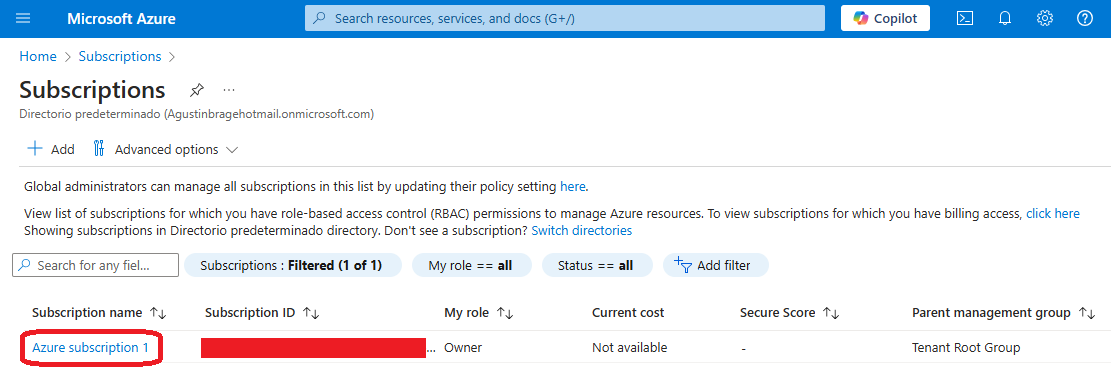 Microsoft Azure
Search resources, services, and docs (G+/)
Copilot
Home > Subscriptions >
Subscriptions
Directorio predeterminado (Agustinbragehotmail.onmicrosoft.com)
Add Advanced options
Global administrators can manage all subscriptions in this list by updating their policy setting here.
View list of subscriptions for which you have role-based access control (RBAC) permissions to manage Azure resources. To view subscriptions for which you have billing access, click here
Showing subscriptions in Directorio predeterminado directory. Don't see a subscription? Switch directories
Search for any fiel... Subscriptions : Filtered (1 of 1) My role == all Status == all Add filter
Subscription name Subscription ID My role Current cost Secure Score Parent management group
Azure subscription 1 ... Owner Not available - Tenant Root Group